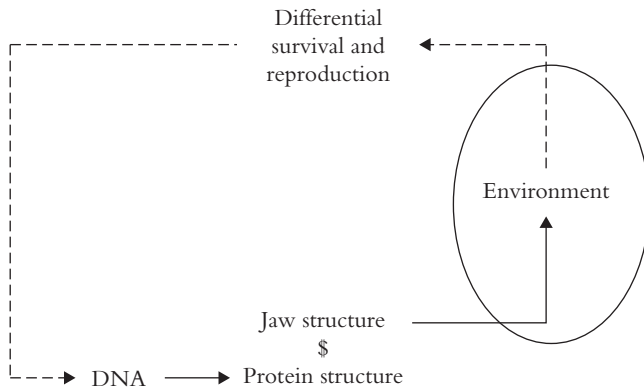 Differential
survival and
reproduction
Environment
Jaw structure
$
DNA
Protein structure